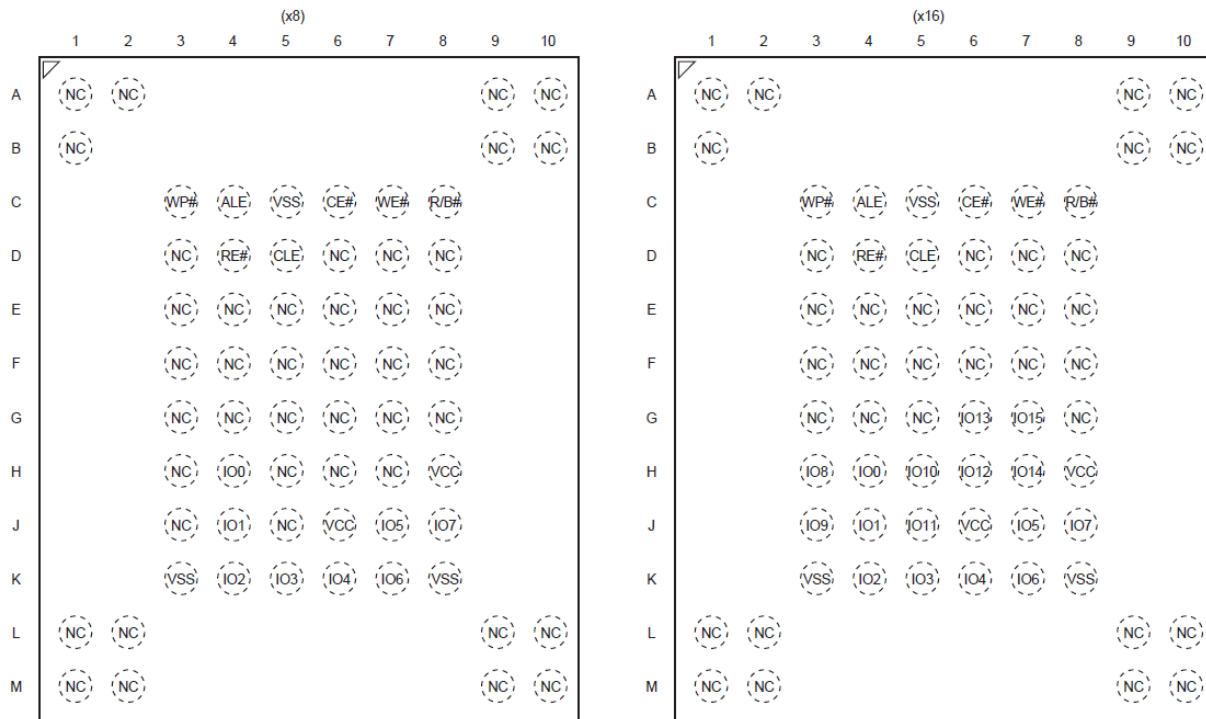 (x8) (x16)
1 2 3 4 5 6 7 8 9 10 1 2 3 4 5 6 7 8 9 10
A NC NC NC NC A NC NC NC NC
B NC NC NC B NC NC NC
C WP# ALE VSS CE# WE# R/B# C WP# ALE VSS CE# WE# R/B#
D NC RE# CLE NC NC NC D NC RE# CLE NC NC NC
E NC NC NC NC NC NC E NC NC NC NC NC NC
F NC NC NC NC NC NC F NC NC NC NC NC NC
G NC NC NC NC NC NC G NC NC NC IO13 IO15 NC
H NC IO0 NC NC NC VCC H IO8 IO0 IO10 IO12 IO14 VCC
J NC IO1 NC VCC IO5 IO7 J IO9 IO1 IO11 VCC IO5 IO7
K VSS IO2 IO3 IO4 IO6 VSS K VSS IO2 IO3 IO4 IO6 VSS
L NC NC NC NC L NC NC NC NC
M NC NC NC NC M NC NC NC NC